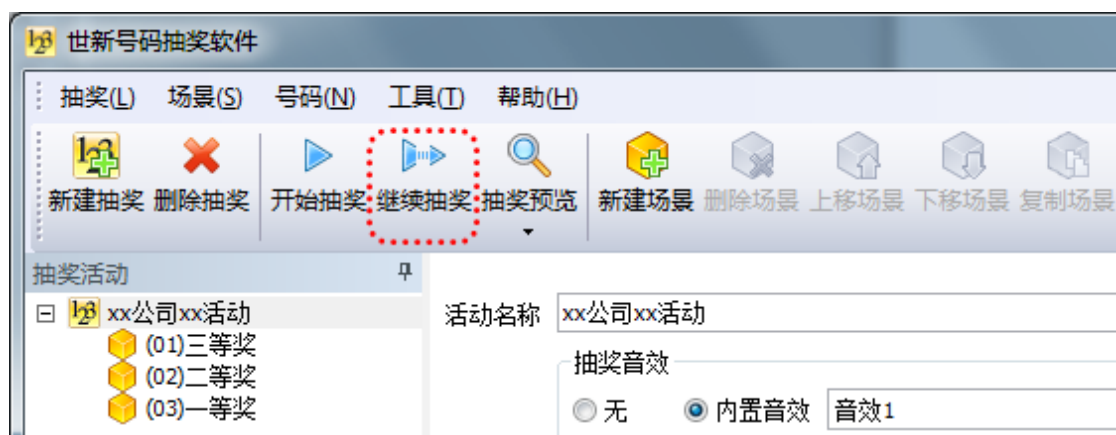 世新号码抽奖软件
抽奖(L) 场景(S) 号码(N) 工具(T) 帮助(H)
新建抽奖 删除抽奖 开始抽奖 继续抽奖 抽奖预览 新建场景 删除场景 上移场景 下移场景 复制场景
抽奖活动
xx公司xx活动
(01)三等奖
(02)二等奖
(03)一等奖
活动名称 xx公司xx活动
抽奖音效
无 内置音效 音效1